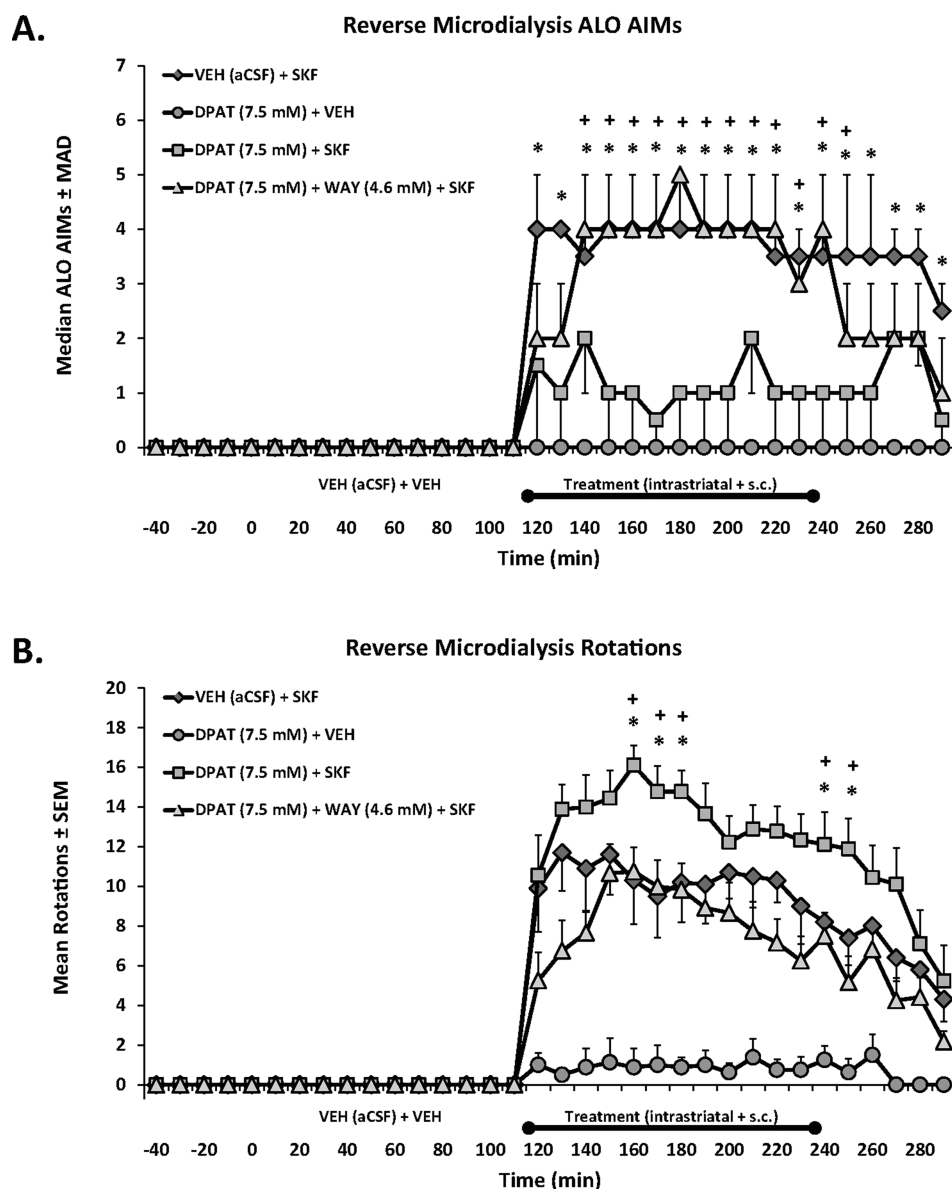 A.
Reverse Microdialysis ALO AIMs
7
6
5
4
3
2
1
0
Median ALO AIMs ± MAD
VEH (aCSF) + SKF
DPAT (7.5 mM) + VEH
DPAT (7.5 mM) + SKF
DPAT (7.5 mM) + WAY (4.6 mM) + SKF
+ + + + + + + + + + +
* * * * * * * * * * * * *
+
* * * *
VEH (aCSF) + VEH
Treatment (intrastriatal + s.c.)
-40 -20 0 20 40 60 80 100 120 140 160 180 200 220 240 260 280
Time (min)
B.
Reverse Microdialysis Rotations
20
18
16
14
12
10
8
6
4
2
0
Mean Rotations ± SEM
VEH (aCSF) + SKF
DPAT (7.5 mM) + VEH
DPAT (7.5 mM) + SKF
DPAT (7.5 mM) + WAY (4.6 mM) + SKF
+ + +
* * *
+ +
* *
VEH (aCSF) + VEH
Treatment (intrastriatal + s.c.)
-40 -20 0 20 40 60 80 100 120 140 160 180 200 220 240 260 280
Time (min)